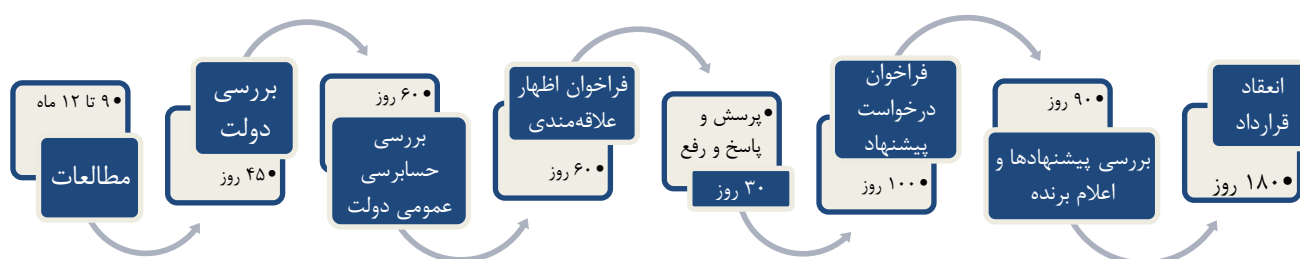 • ۹ تا ۱۲ ماه
مطالعات
بررسی
دولت
• ۴۵ روز
• ۶۰ روز
بررسی
حسابرسی
عمومی دولت
فراخوان اظهار
علاقه‌مندی
• ۶۰ روز
• پرسش و
پاسخ و رفع
۳۰ روز
فراخوان
درخواست
پیشنهاد
• ۱۰۰ روز
• ۹۰ روز
بررسی پیشنهادها و
اعلام برنده
انعقاد
قرارداد
• ۱۸۰ روز